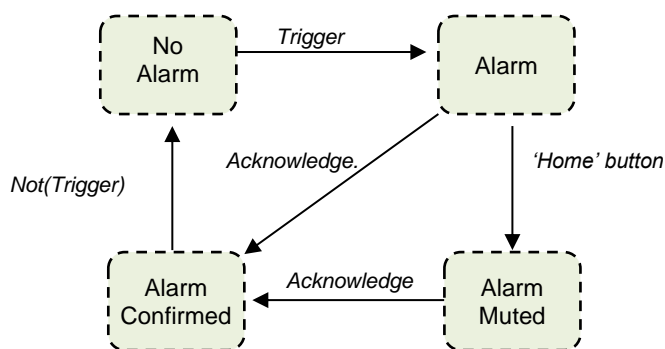 No
Alarm
Trigger
Alarm
Not(Trigger)
Acknowledge.
‘Home’ button
Alarm
Confirmed
Acknowledge
Alarm
Muted